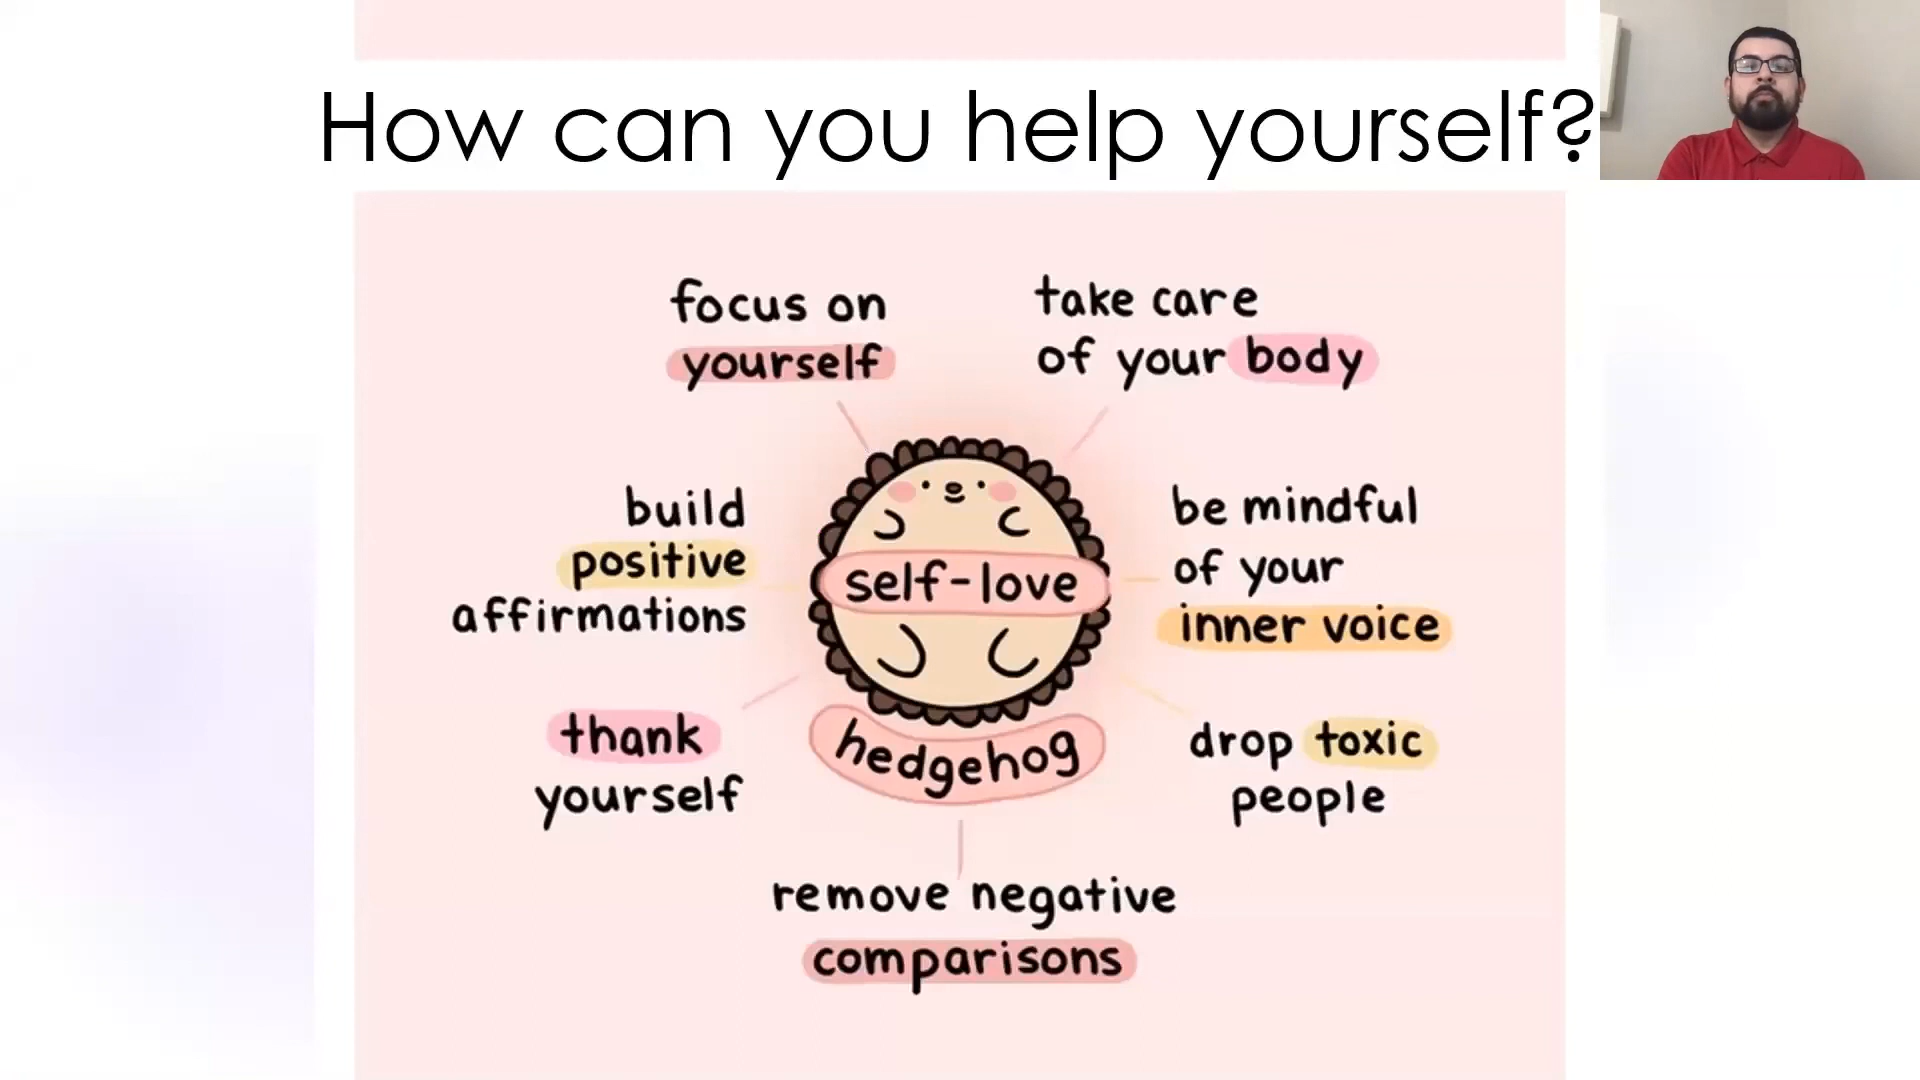 How can you help yourself?
focus on
yourself
take care
of your body
build
positive
affirmations
self-love
be mindful
of your
inner voice
thank
yourself
hedgehog
drop toxic
people
remove negative
comparisons